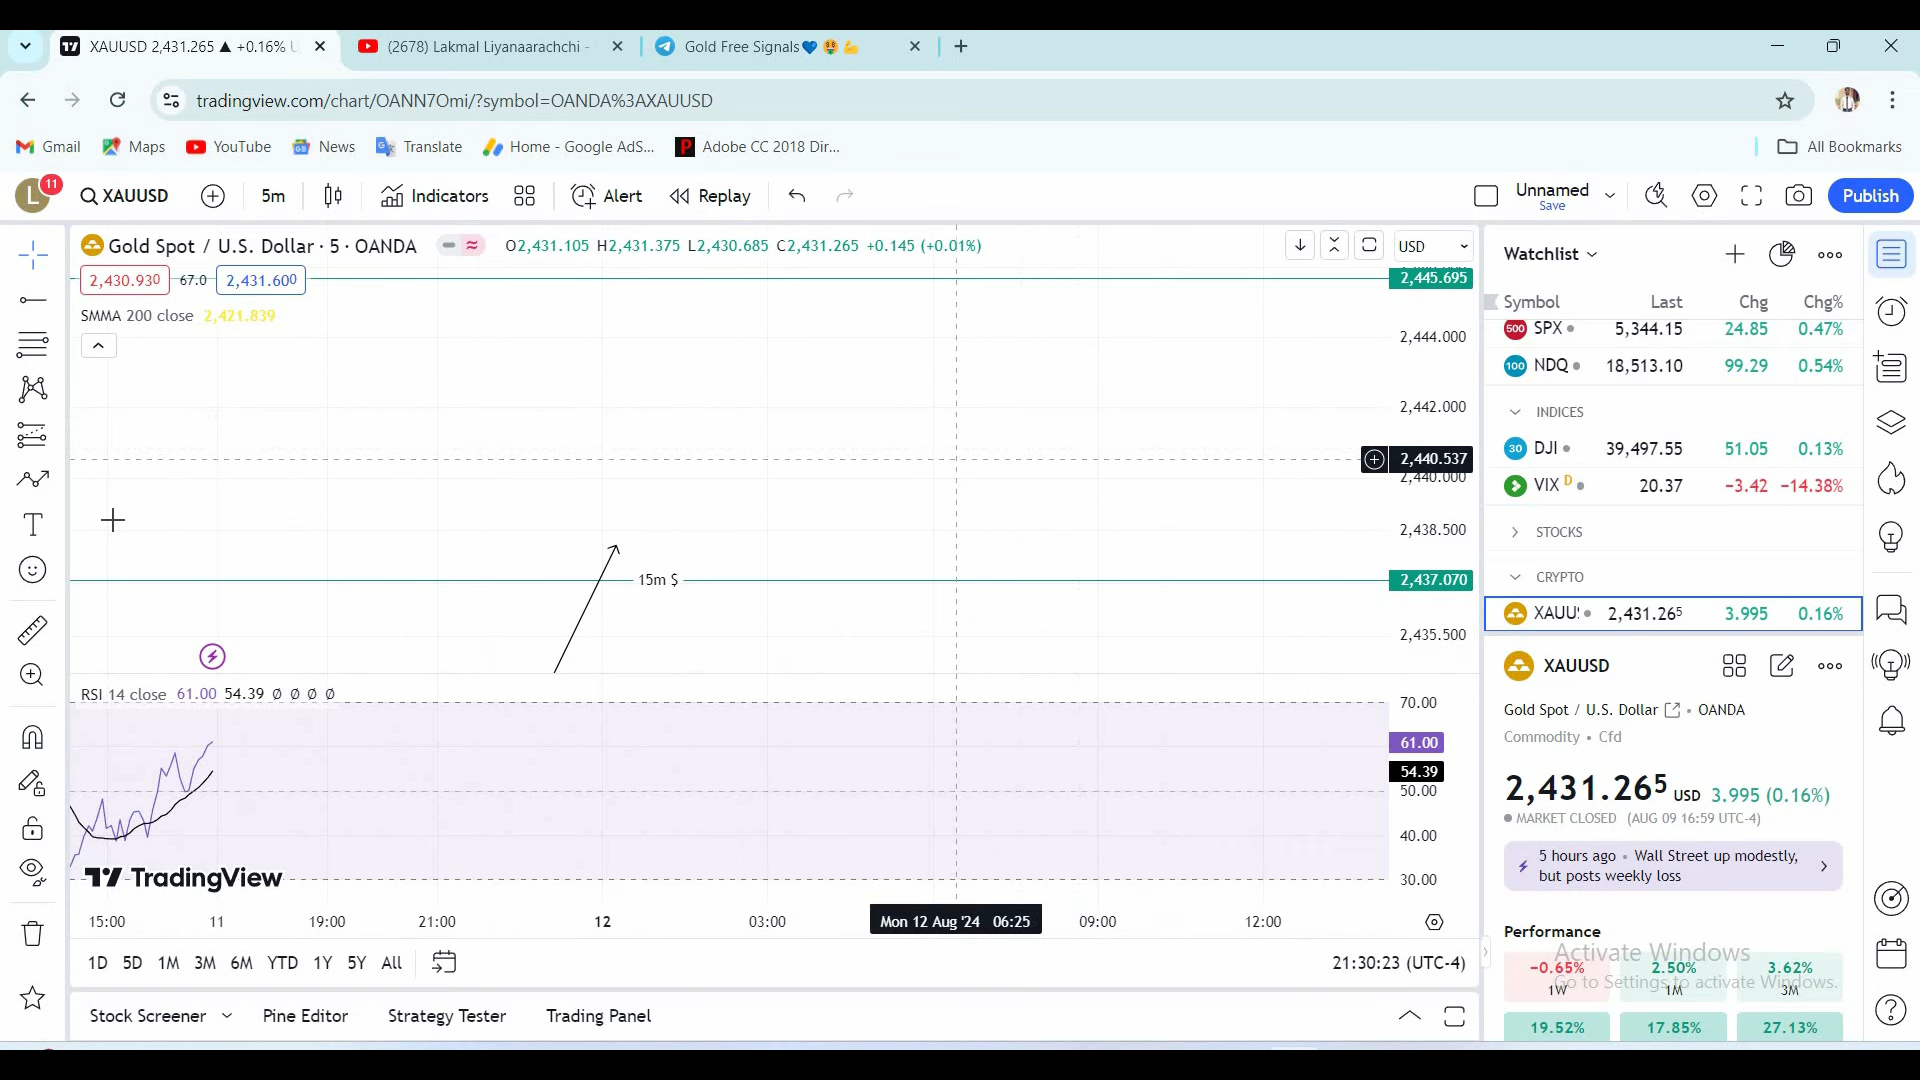 XAUUSD 2,431.265 ▲ +0.16% U
(2678) Lakmal Liyanaarachchi -
Gold Free Signals💙 🤑 💪
tradingview.com/chart/OANN7Omi/?symbol=OANDA%3AXAUUSD
Gmail
Maps
YouTube
News
Translate
Home - Google AdS...
Adobe CC 2018 Dir...
All Bookmarks
L
11
XAUUSD
5m
Indicators
Alert
Replay
Unnamed
Save
Publish
Gold Spot / U.S. Dollar · 5 · OANDA
O2,431.105 H2,431.375 L2,430.685 C2,431.265 +0.145 (+0.01%)
USD
2,430.930
67.0
2,431.600
SMMA 200 close 2,421.839
2,445.695
2,444.000
2,442.000
2,440.537
2,440.000
2,438.500
15m $
2,437.070
2,435.500
RSI 14 close 61.00 54.39 Ø Ø Ø Ø
70.00
61.00
54.39
50.00
40.00
30.00
TradingView
15:00
11
19:00
21:00
12
03:00
Mon 12 Aug '24 06:25
09:00
12:00
1D 5D 1M 3M 6M YTD 1Y 5Y All
21:30:23 (UTC-4)
Stock Screener
Pine Editor
Strategy Tester
Trading Panel
Watchlist
Symbol Last Chg Chg%
500 SPX 5,344.15 24.85 0.47%
100 NDQ 18,513.10 99.29 0.54%
INDICES
30 DJI 39,497.55 51.05 0.13%
VIX D 20.37 −3.42 −14.38%
STOCKS
CRYPTO
XAUU 2,431.265 3.995 0.16%
XAUUSD
Gold Spot / U.S. Dollar • OANDA
Commodity • Cfd
2,431.265 USD 3.995 (0.16%)
MARKET CLOSED (AUG 09 16:59 UTC-4)
5 hours ago • Wall Street up modestly,
but posts weekly loss
Performance
Activate Windows
Go to Settings to activate Windows.
−0.65%
1W
2.50%
1M
3.62%
3M
19.52%
17.85%
27.13%